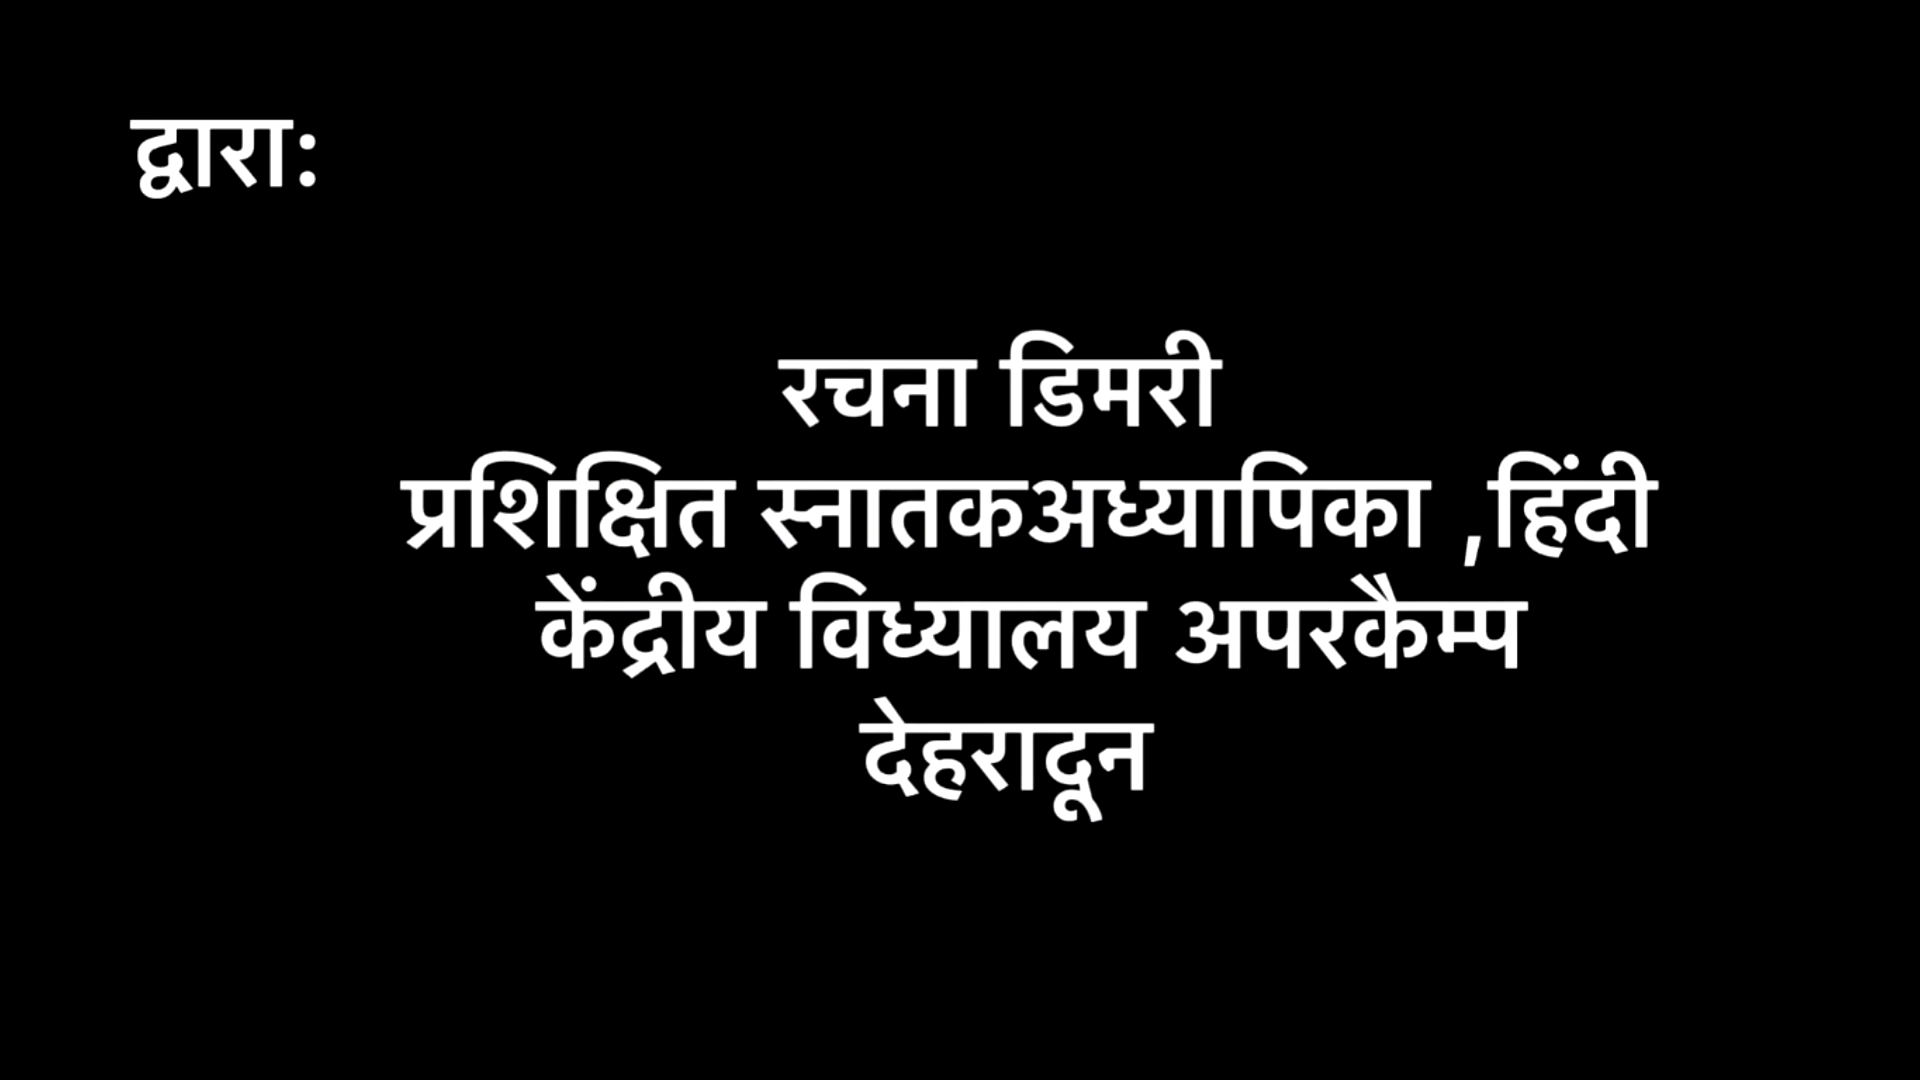 द्वारा:
रचना डिमरी
प्रशिक्षित स्नातकअध्यापिका ,हिंदी
केंद्रीय विध्यालय अपरकैम्प
देहरादून